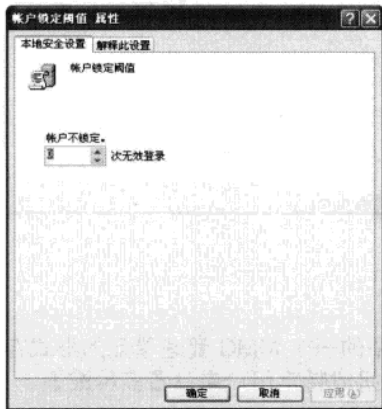 帐户锁定阈值 属性
本地安全设置 解释此设置
帐户锁定阈值
帐户不锁定。
0 次无效登录
确定 取消 应用(A)